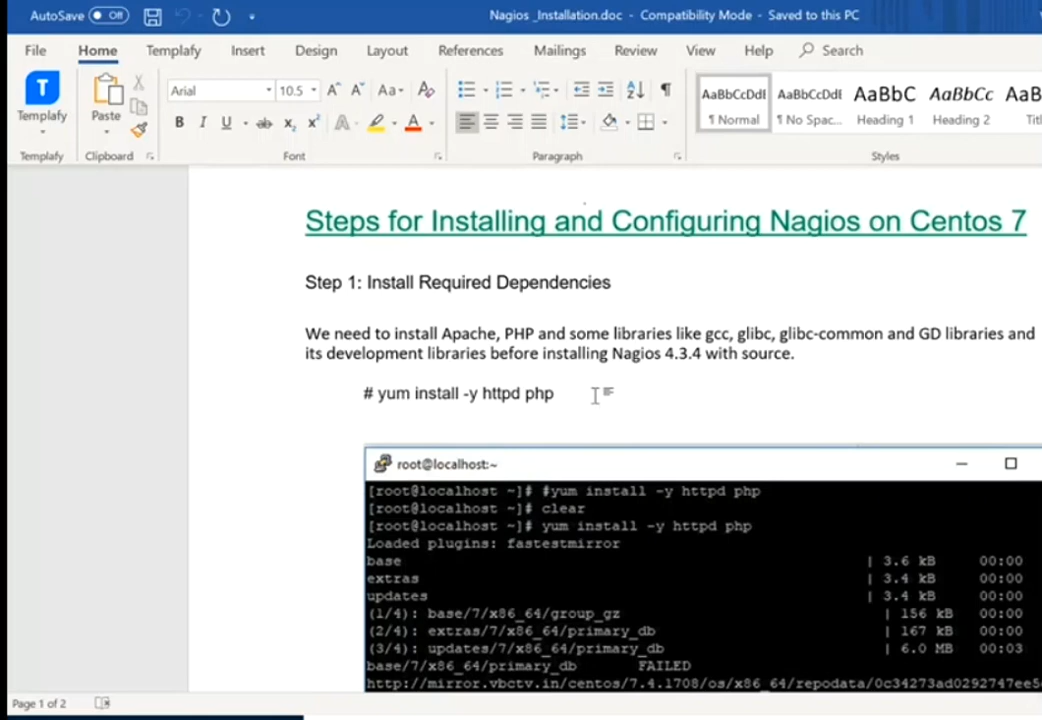 AutoSave Off Nagios _Installation.doc - Compatibility Mode - Saved to this PC
File Home Templafy Insert Design Layout References Mailings Review View Help Search
Templafy Paste Arial 10.5 Aa AaBbCcDdI AaBbCcDdI AaBbC AaBbCc AaB
B I U ab x₂ x² A A ¶ Normal ¶ No Spac... Heading 1 Heading 2 Titl
Templafy Clipboard Font Paragraph Styles
Steps for Installing and Configuring Nagios on Centos 7
Step 1: Install Required Dependencies
We need to install Apache, PHP and some libraries like gcc, glibc, glibc-common and GD libraries and
its development libraries before installing Nagios 4.3.4 with source.
# yum install -y httpd php
root@localhost:~
[root@localhost ~]# #yum install -y httpd php
[root@localhost ~]# clear
[root@localhost ~]# yum install -y httpd php
Loaded plugins: fastestmirror
base | 3.6 kB 00:00
extras | 3.4 kB 00:00
updates | 3.4 kB 00:00
(1/4): base/7/x86_64/group_gz | 156 kB 00:00
(2/4): extras/7/x86_64/primary_db | 167 kB 00:00
(3/4): updates/7/x86_64/primary_db | 6.0 MB 00:03
base/7/x86_64/primary_db FAILED
http://mirror.vbctv.in/centos/7.4.1708/os/x86_64/repodata/0c34273ad0292747ee5
Page 1 of 2